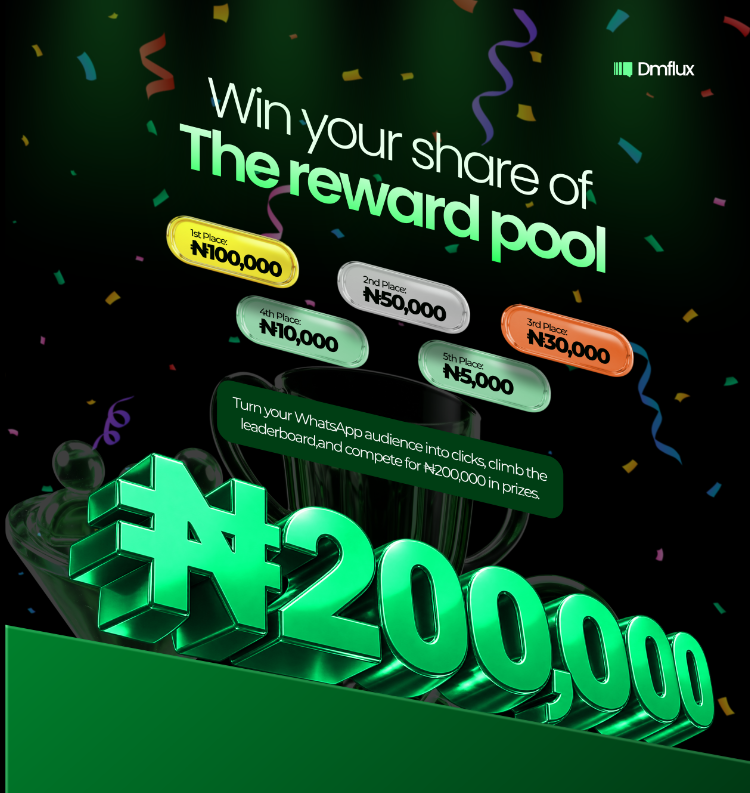 Dmflux
Win your share of
The reward pool
1st Place:
₦100,000
2nd Place:
₦50,000
3rd Place:
₦30,000
4th Place:
₦10,000
5th Place:
₦5,000
Turn your WhatsApp audience into clicks, climb the
leaderboard,and compete for ₦200,000 in prizes.
₦200,000